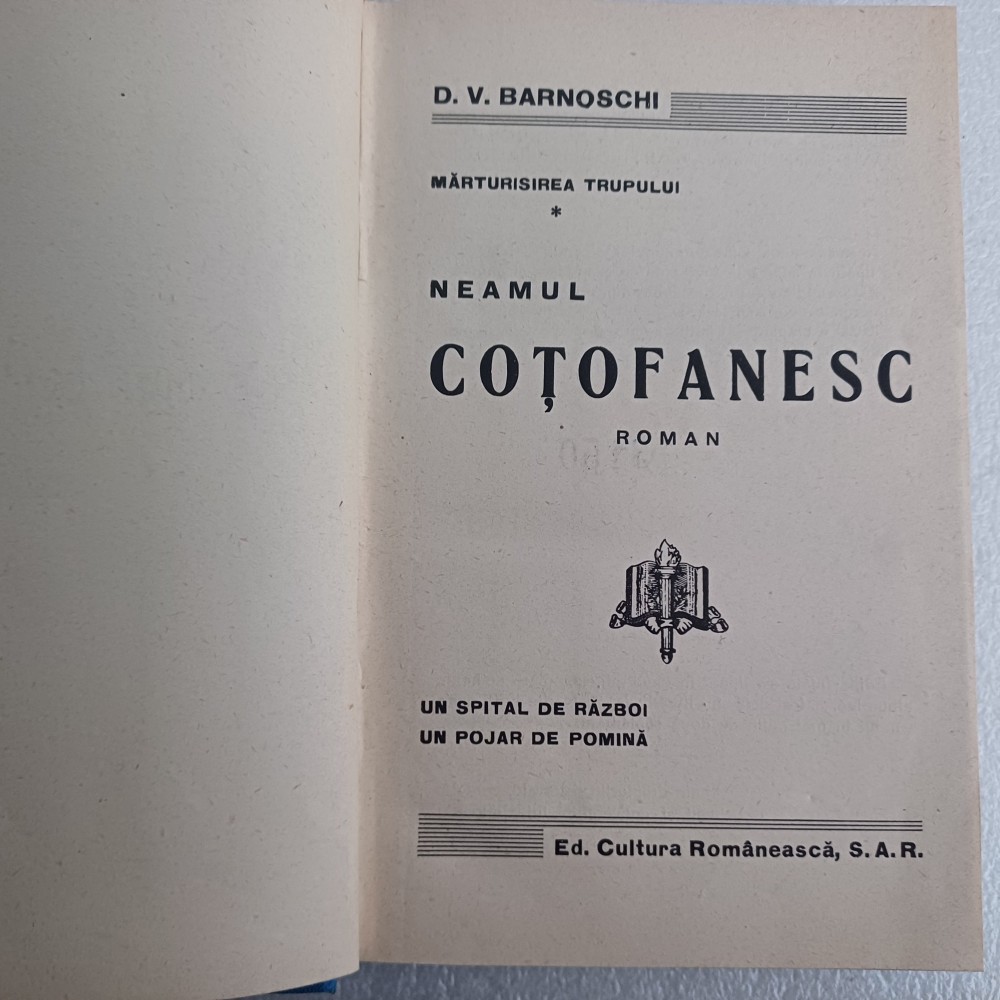 D. V. BARNOSCHI
MĂRTURISIREA TRUPULUI
*
NEAMUL
COȚOFANESC
ROMAN
UN SPITAL DE RĂZBOI
UN POJAR DE POMINĂ
Ed. Cultura Românească, S.A.R.